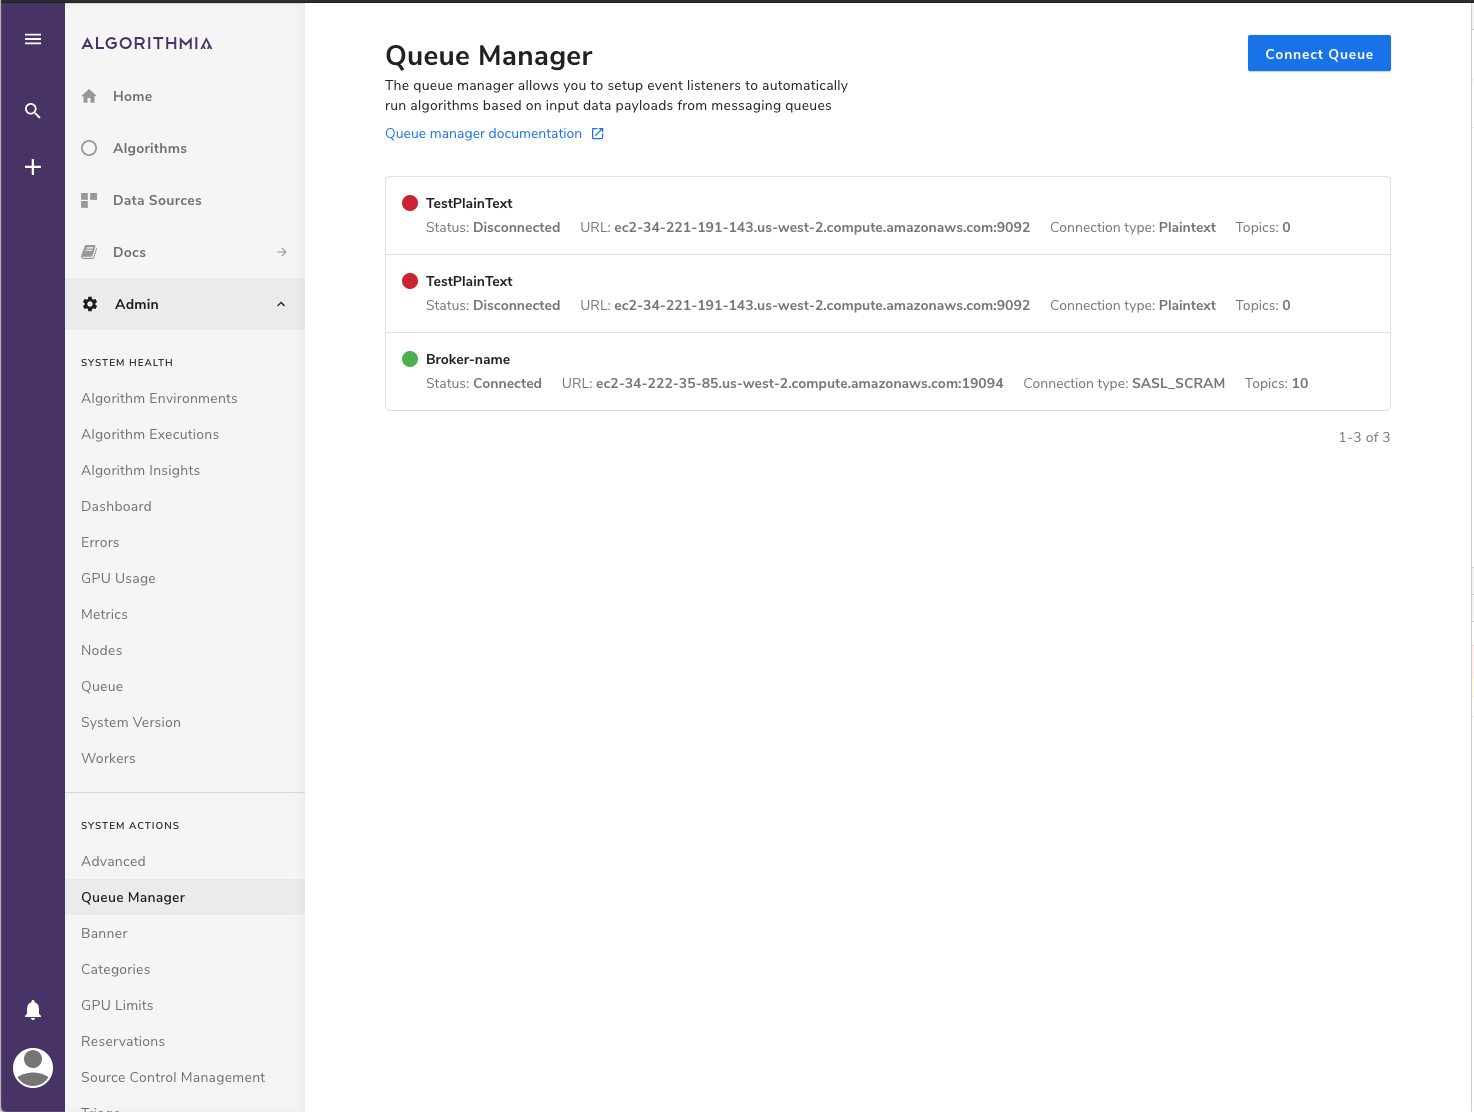 ALGORITHMIA
Home
Algorithms
Data Sources
Docs
Admin
SYSTEM HEALTH
Algorithm Environments
Algorithm Executions
Algorithm Insights
Dashboard
Errors
GPU Usage
Metrics
Nodes
Queue
System Version
Workers
SYSTEM ACTIONS
Advanced
Queue Manager
Banner
Categories
GPU Limits
Reservations
Source Control Management
Queue Manager
Connect Queue
The queue manager allows you to setup event listeners to automatically
run algorithms based on input data payloads from messaging queues
Queue manager documentation
TestPlainText
Status: Disconnected URL: ec2-34-221-191-143.us-west-2.compute.amazonaws.com:9092 Connection type: Plaintext Topics: 0
TestPlainText
Status: Disconnected URL: ec2-34-221-191-143.us-west-2.compute.amazonaws.com:9092 Connection type: Plaintext Topics: 0
Broker-name
Status: Connected URL: ec2-34-222-35-85.us-west-2.compute.amazonaws.com:19094 Connection type: SASL_SCRAM Topics: 10
1-3 of 3